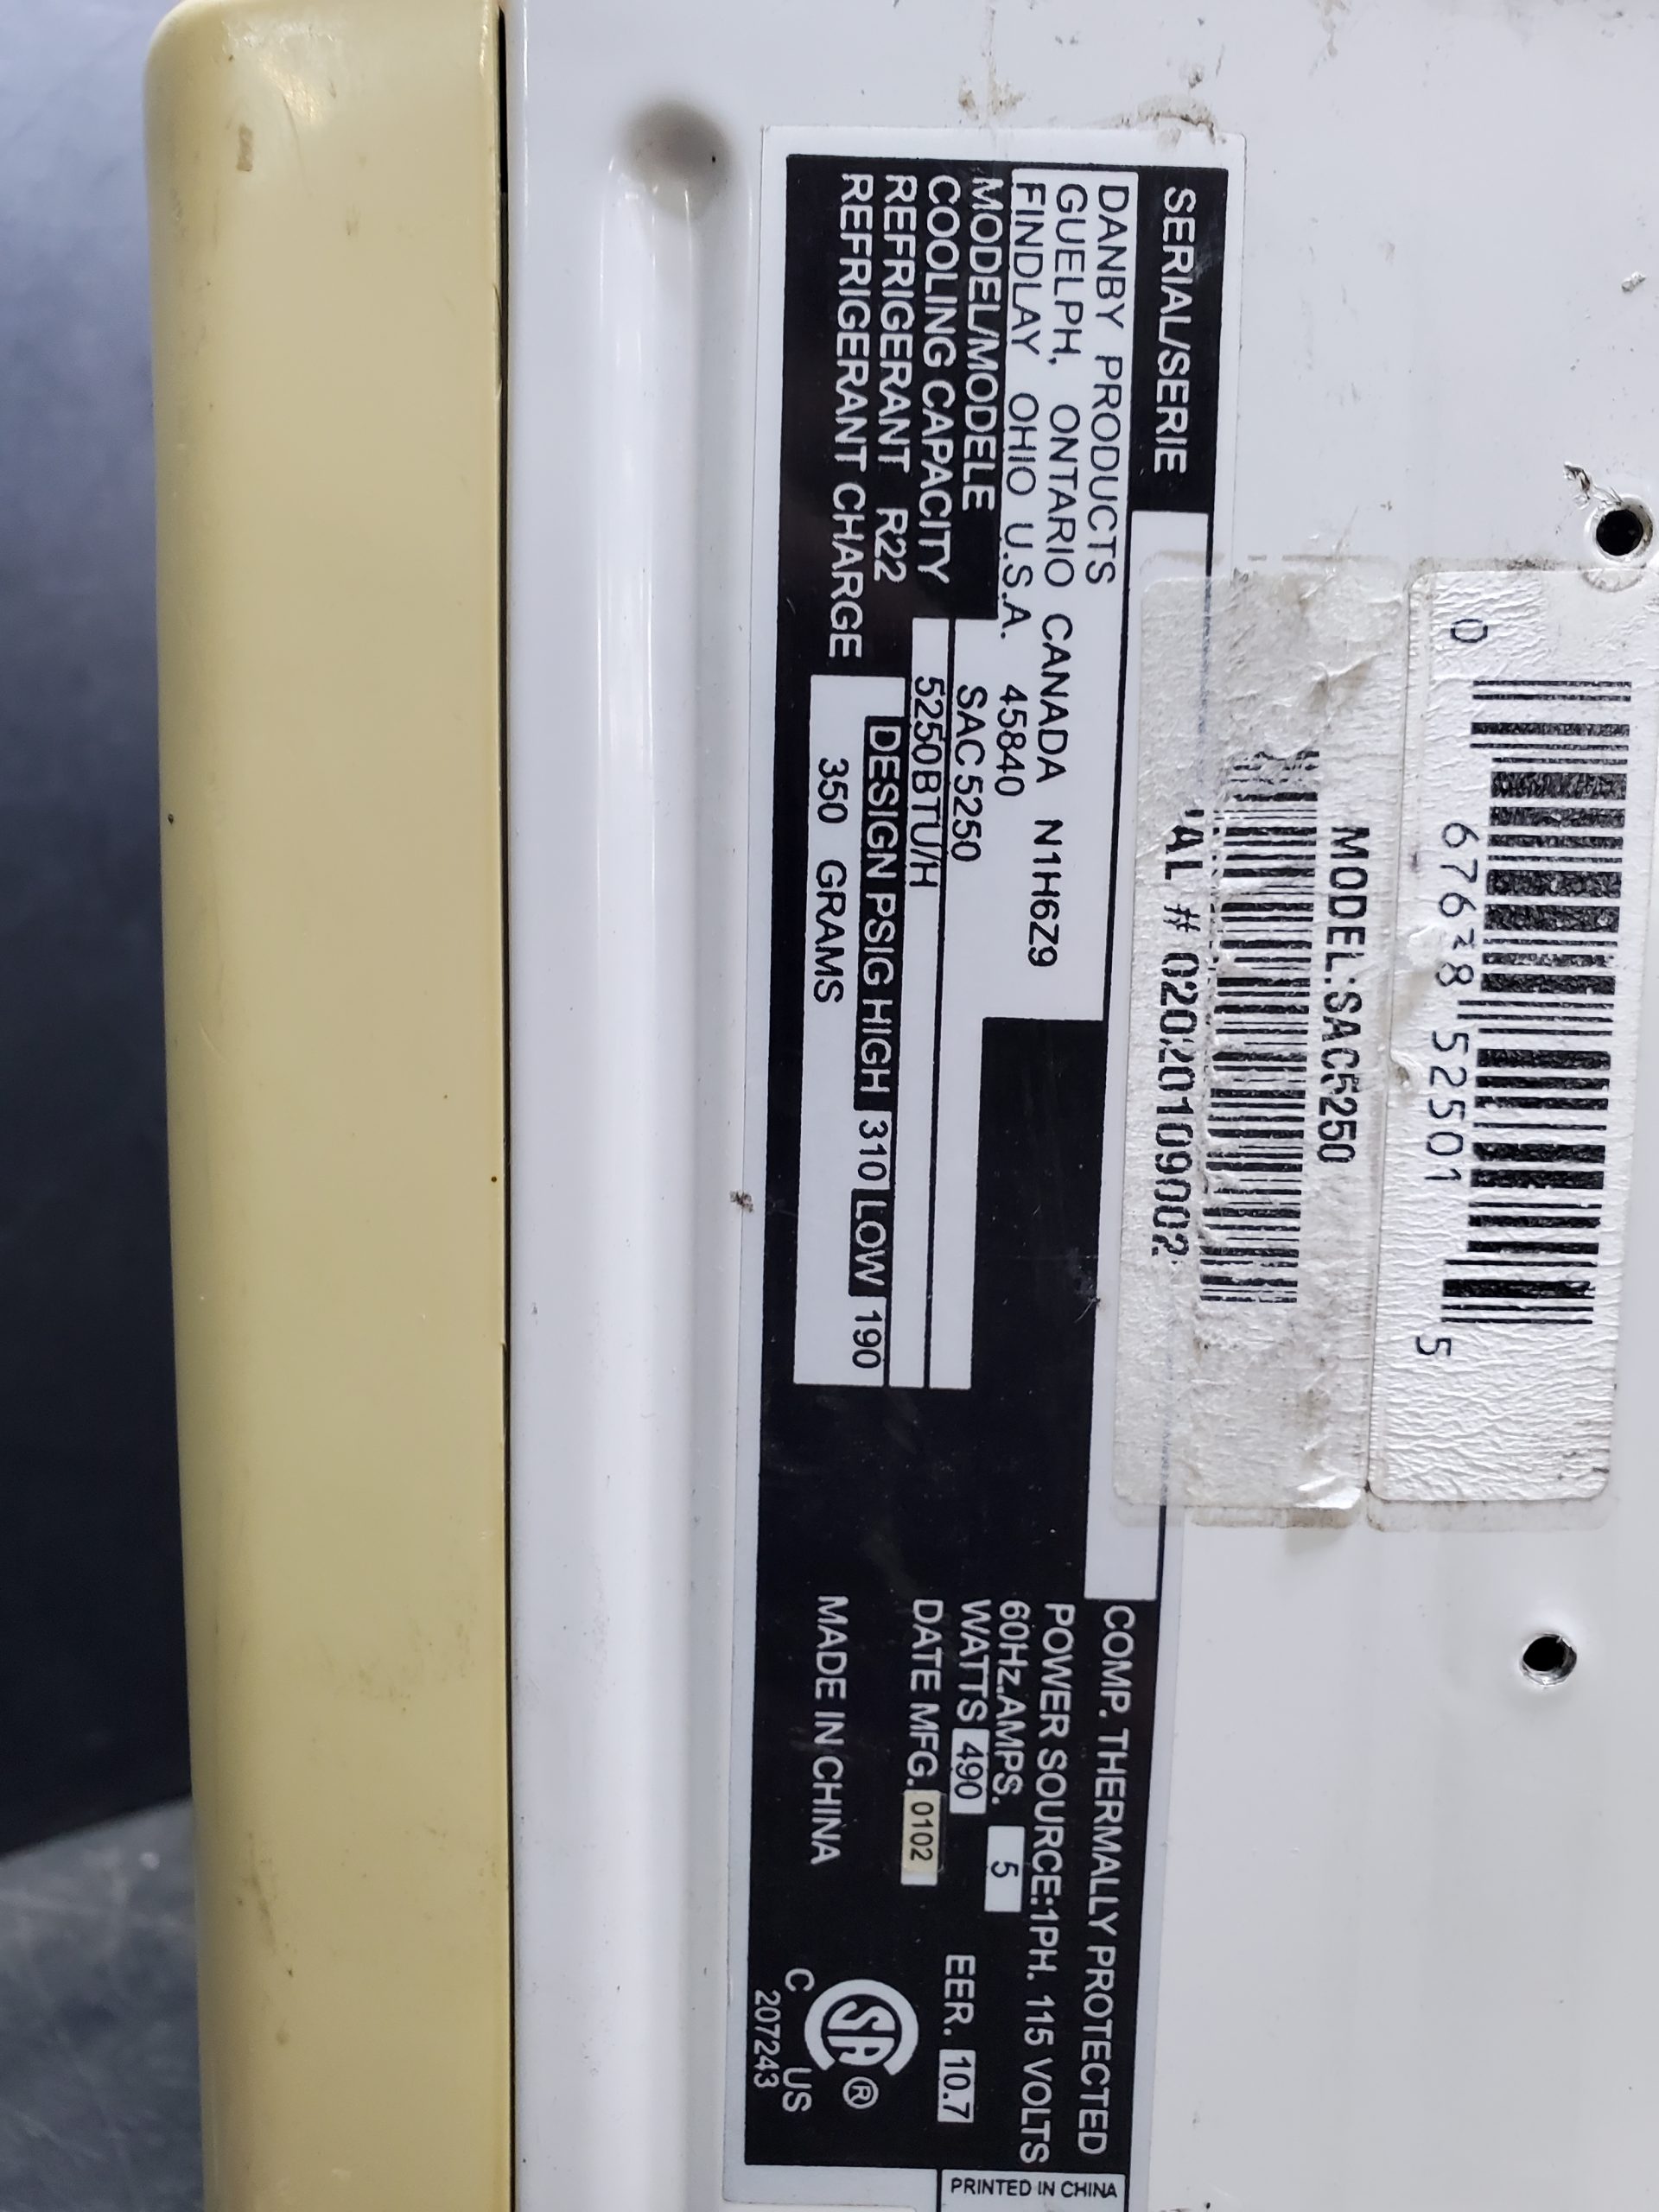 0 67638 52501 5
MODEL:SAC5250
AL # 0202010109002
SERIAL/SERIE
DANBY PRODUCTS
GUELPH, ONTARIO CANADA N1H6Z9
FINDLAY OHIO U.S.A. 45840
MODEL/MODELE SAC5250
COOLING CAPACITY 5250BTU/H
REFRIGERANT R22 DESIGN PSIG HIGH 310 LOW 190
REFRIGERANT CHARGE 350 GRAMS
COMP. THERMALLY PROTECTED
POWER SOURCE:1PH. 115 VOLTS
60Hz.AMPS. 5
WATTS 490 EER. 10.7
DATE MFG. 0102
MADE IN CHINA
SA ®
C US
207243
PRINTED IN CHINA